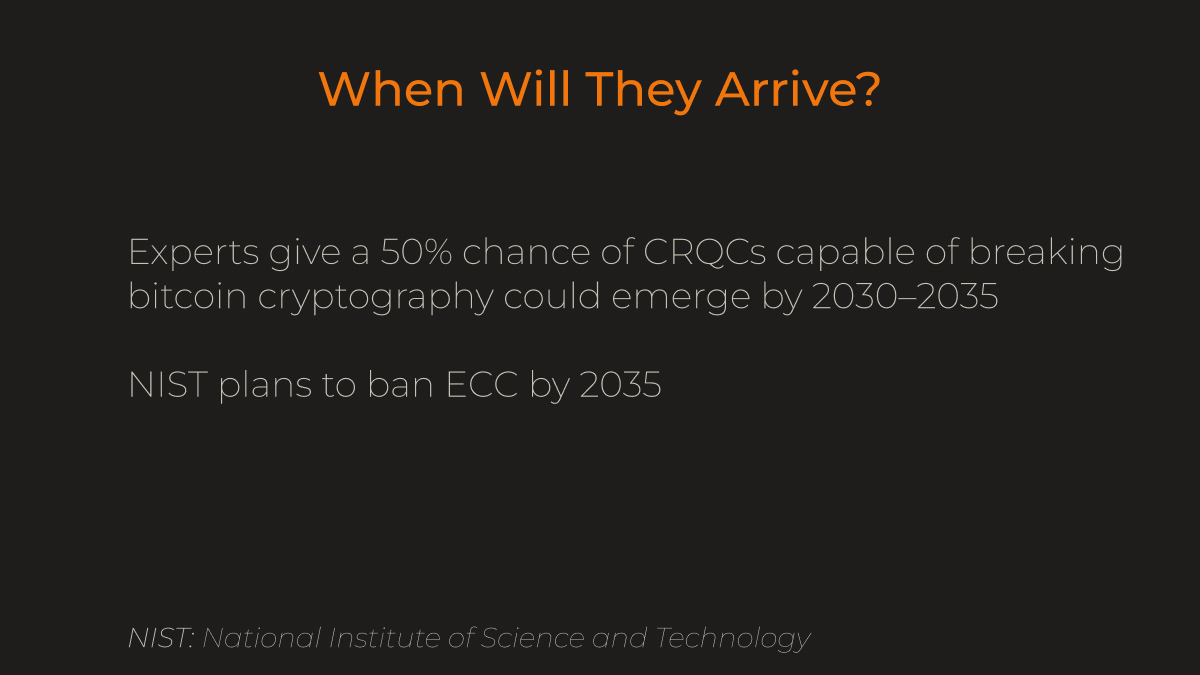 When Will They Arrive?
Experts give a 50% chance of CRQCs capable of breaking
bitcoin cryptography could emerge by 2030–2035
NIST plans to ban ECC by 2035
NIST: National Institute of Science and Technology